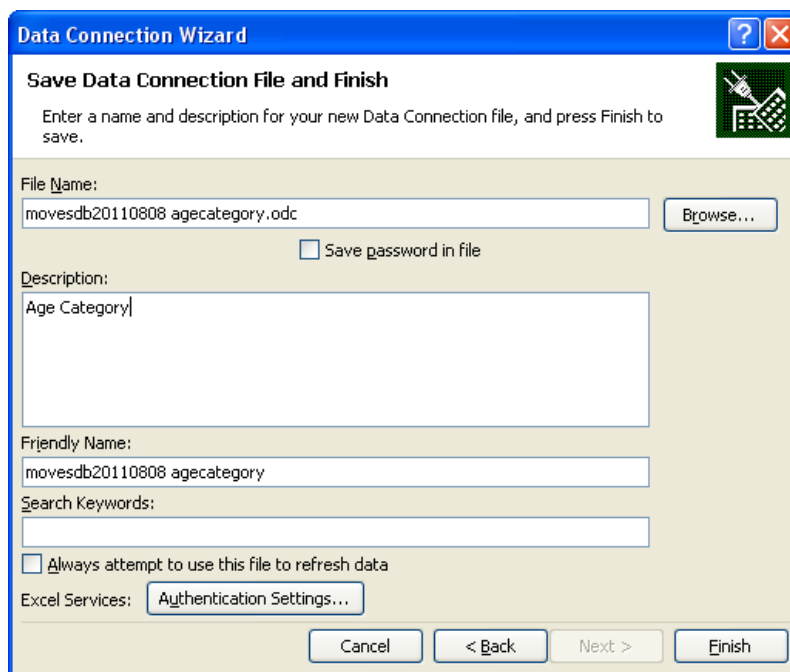 Data Connection Wizard
Save Data Connection File and Finish
Enter a name and description for your new Data Connection file, and press Finish to
save.
File Name:
movesdb20110808 agecategory.odc
Browse...
Save password in file
Description:
Age Category
Friendly Name:
movesdb20110808 agecategory
Search Keywords:
Always attempt to use this file to refresh data
Excel Services: Authentication Settings...
Cancel < Back Next > Finish